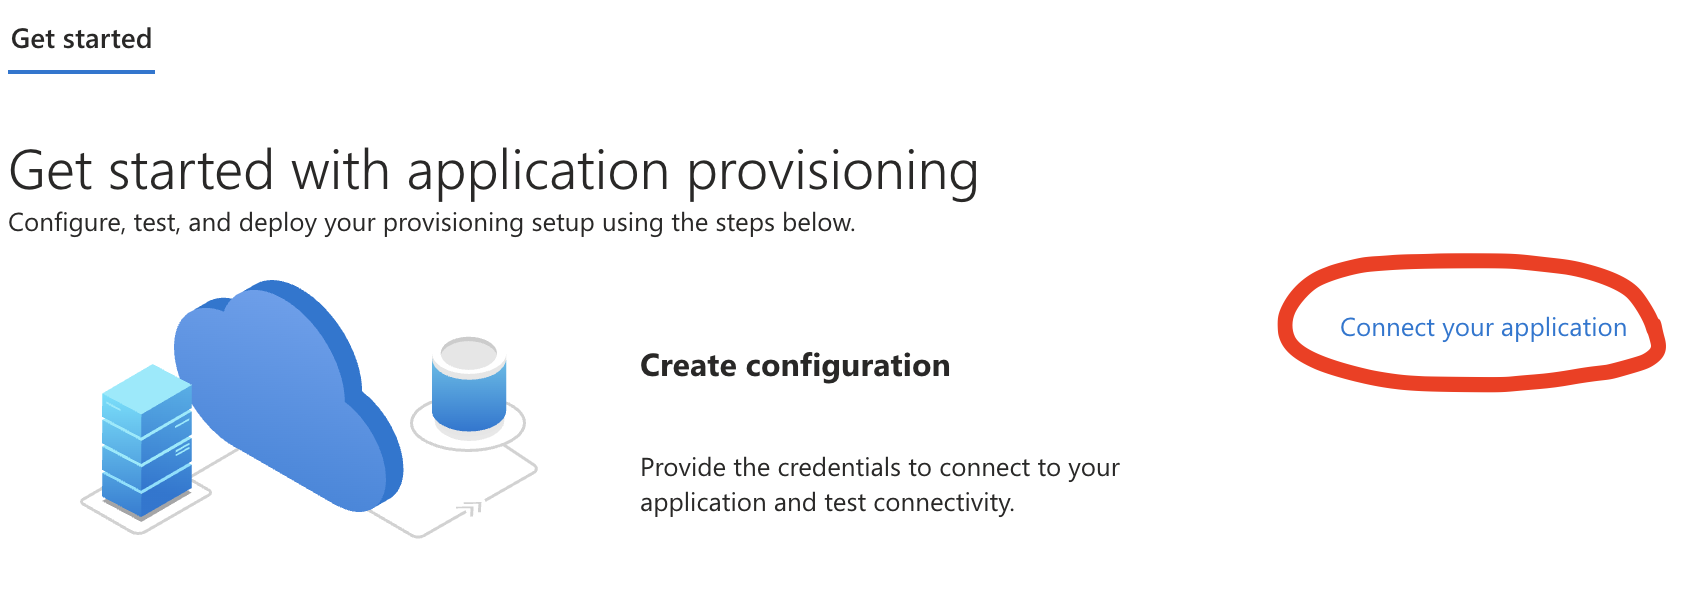 Get started
Get started with application provisioning
Configure, test, and deploy your provisioning setup using the steps below.
Connect your application
Create configuration
Provide the credentials to connect to your
application and test connectivity.